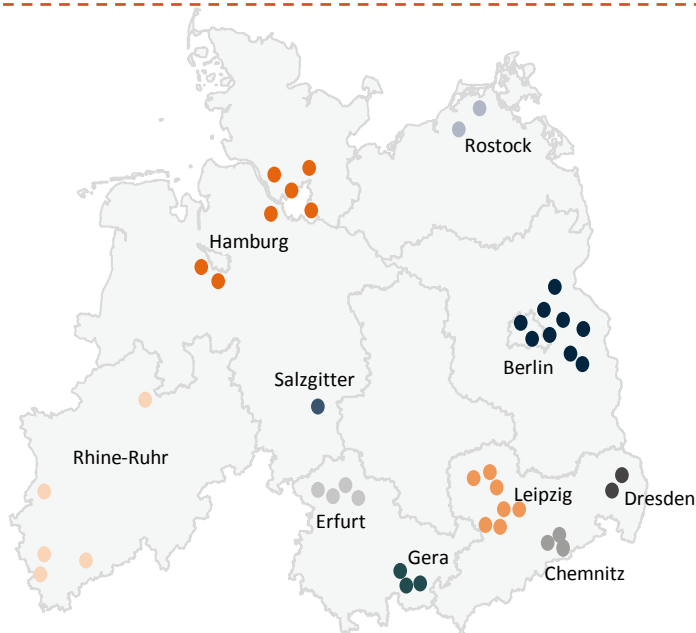 Rostock
Hamburg
Berlin
Salzgitter
Rhine-Ruhr
Leipzig
Dresden
Erfurt
Gera
Chemnitz